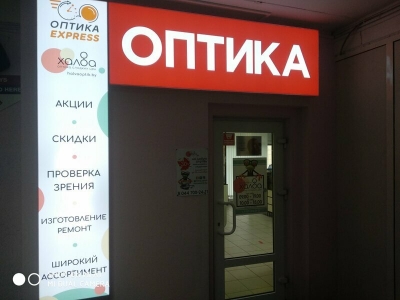 ОПТИКА
EXPRESS
халва
ОПТИКА
АКЦИИ
СКИДКИ
ПРОВЕРКА
ЗРЕНИЯ
ИЗГОТОВЛЕНИЕ
РЕМОНТ
ШИРОКИЙ
АССОРТИМЕНТ